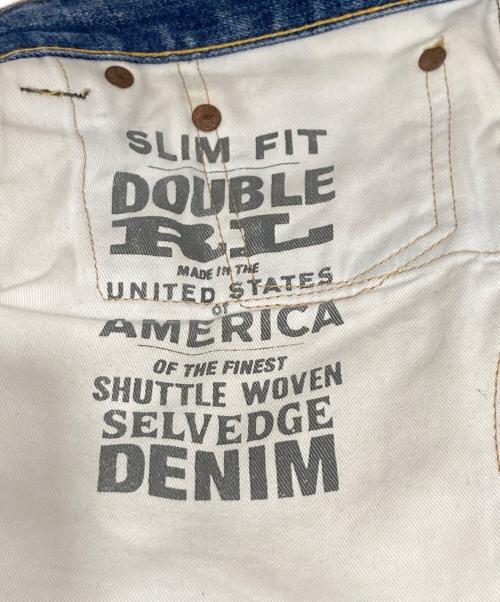 SLIM FIT
DOUBLE
RL
MADE IN THE
UNITED STATES
OF
AMERICA
OF THE FINEST
SHUTTLE WOVEN
SELVEDGE
DENIM